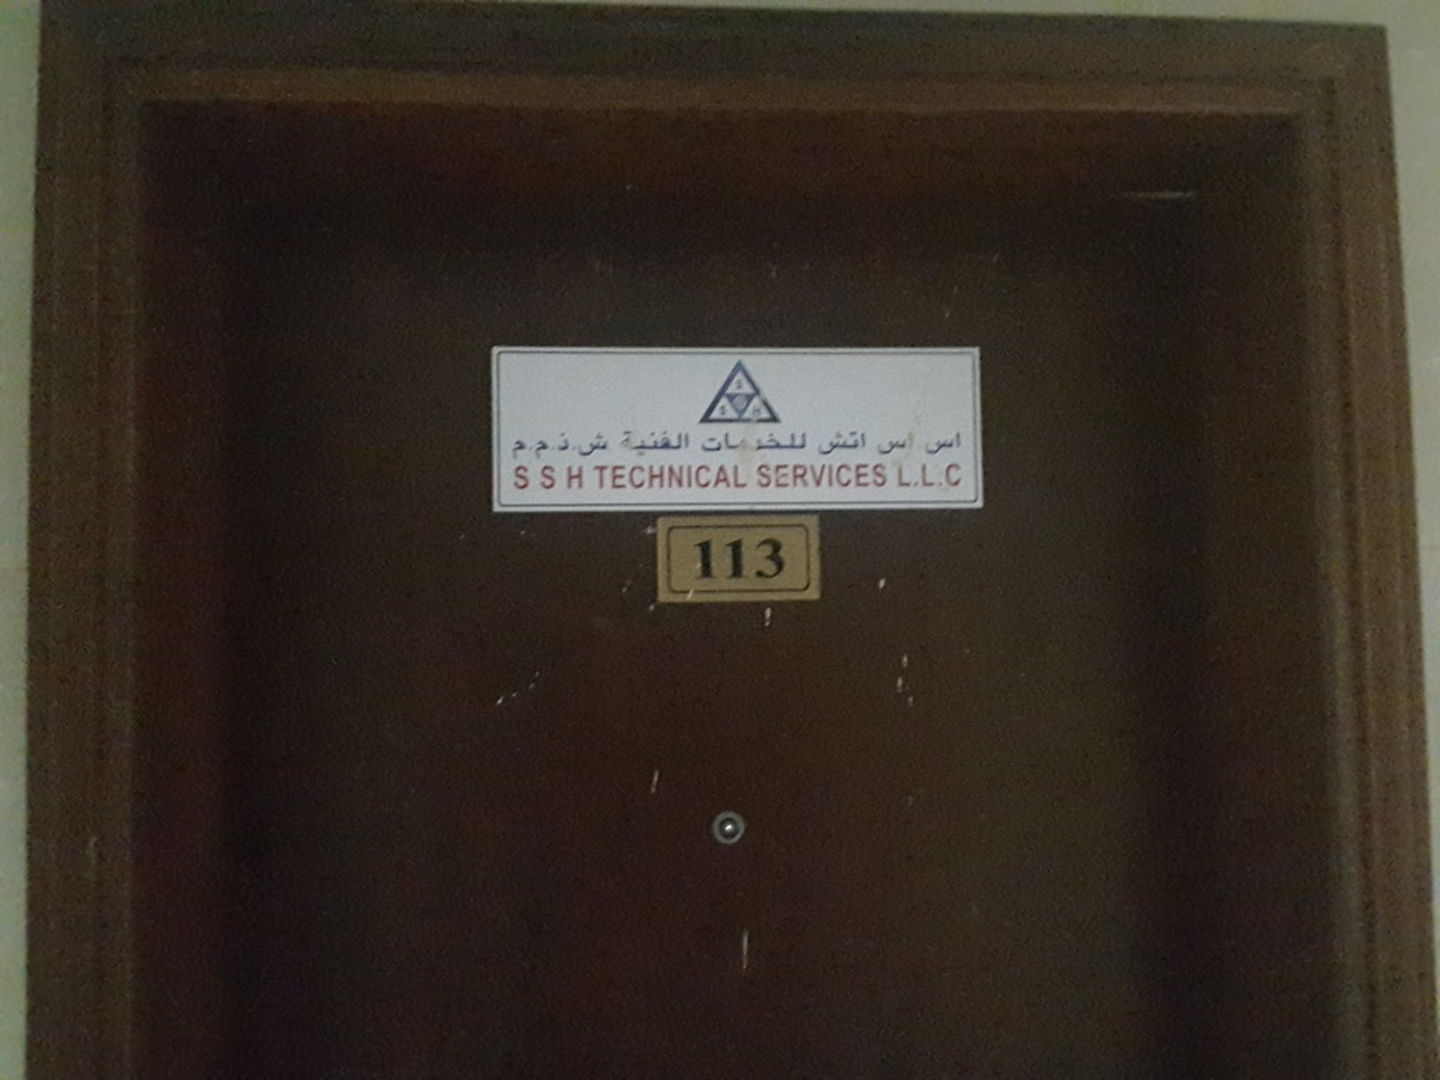 S
S H
اس اس اتش للخدمات الفنية ش.ذ.م.م
S S H TECHNICAL SERVICES L.L.C
113